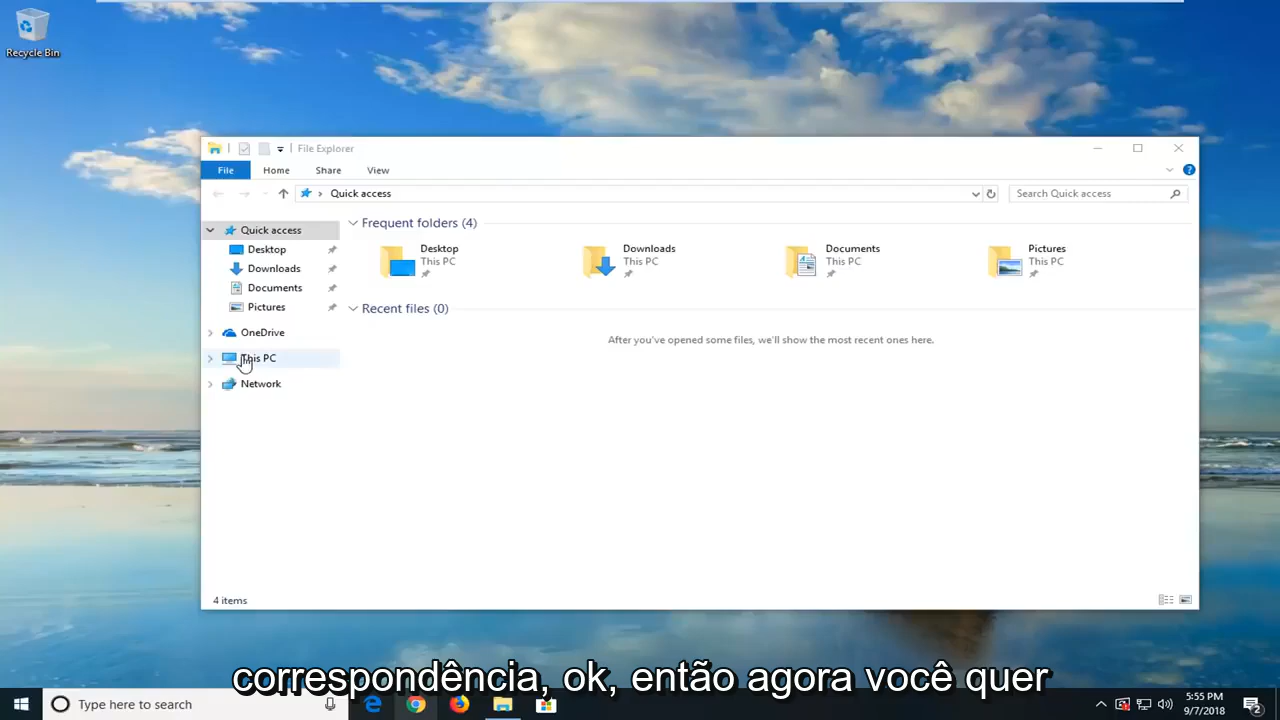 Recycle Bin
File Explorer
File Home Share View
Quick access
Search Quick access
Quick access
Desktop
Downloads
Documents
Pictures
OneDrive
This PC
Network
Frequent folders (4)
Desktop
This PC
Downloads
This PC
Documents
This PC
Pictures
This PC
Recent files (0)
After you've opened some files, we'll show the most recent ones here.
4 items
correspondência, ok, então agora você quer
Type here to search
5:55 PM
9/7/2018
2